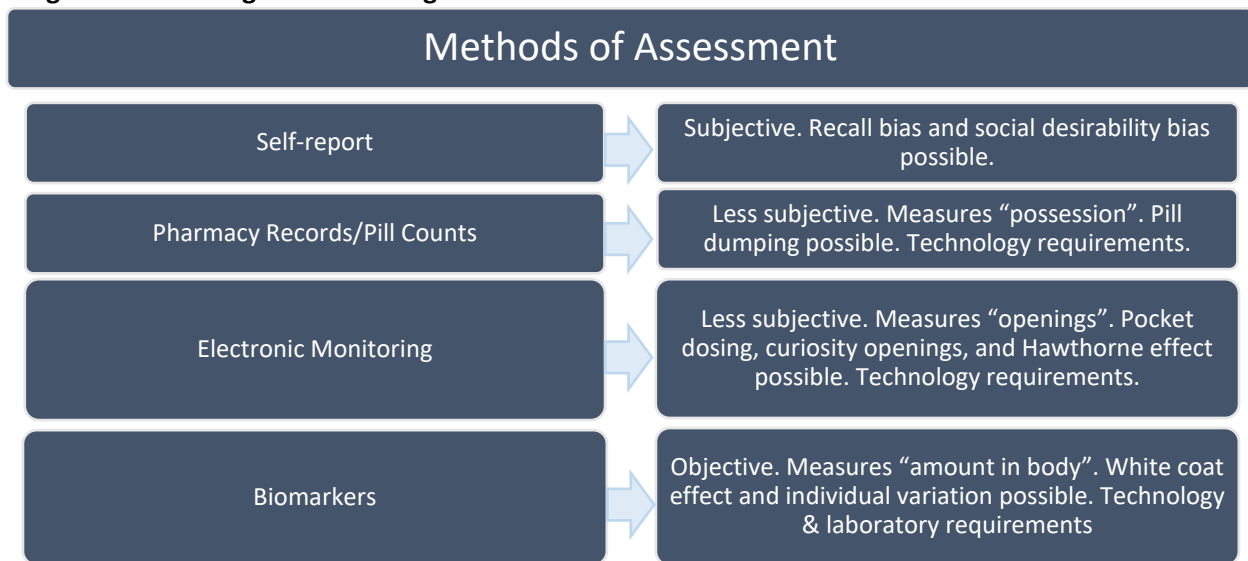 Methods of Assessment
Self-report
Subjective. Recall bias and social desirability bias
possible.
Pharmacy Records/Pill Counts
Less subjective. Measures “possession”. Pill
dumping possible. Technology requirements.
Electronic Monitoring
Less subjective. Measures “openings”. Pocket
dosing, curiosity openings, and Hawthorne effect
possible. Technology requirements.
Biomarkers
Objective. Measures “amount in body”. White coat
effect and individual variation possible. Technology
& laboratory requirements